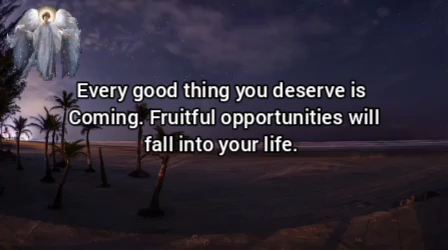 Every good thing you deserve is
Coming. Fruitful opportunities will
fall into your life.